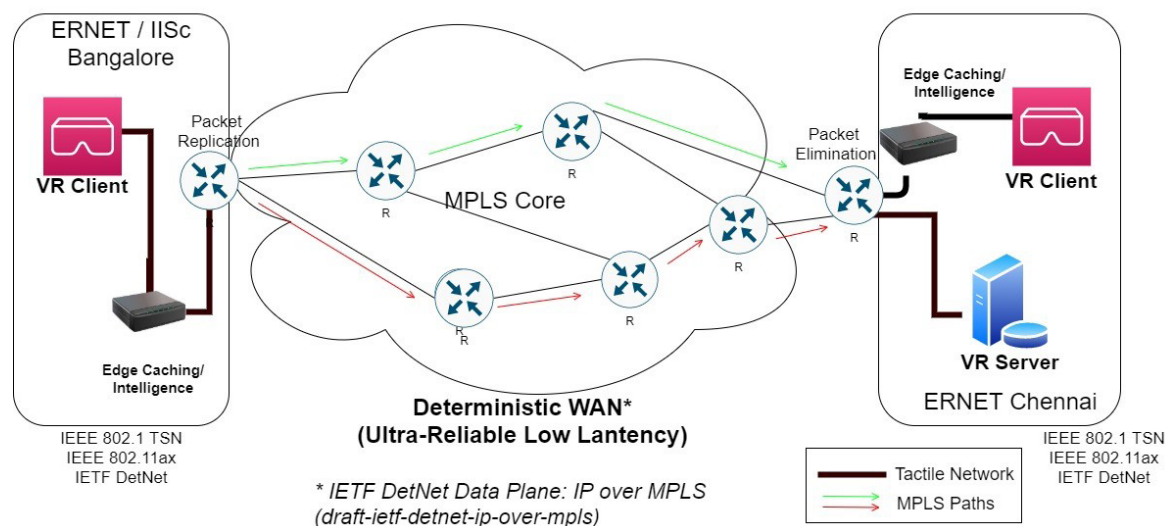 ERNET / IISc
Bangalore
VR Client
Edge Caching/
Intelligence
IEEE 802.1 TSN
IEEE 802.11ax
IETF DetNet
Packet
Replication
R
R
R
MPLS Core
R
R
R
R
Packet
Elimination
R
Deterministic WAN*
(Ultra-Reliable Low Lantency)
* IETF DetNet Data Plane: IP over MPLS
(draft-ietf-detnet-ip-over-mpls)
Edge Caching/
Intelligence
VR Client
VR Server
ERNET Chennai
IEEE 802.1 TSN
IEEE 802.11ax
IETF DetNet
Tactile Network
MPLS Paths